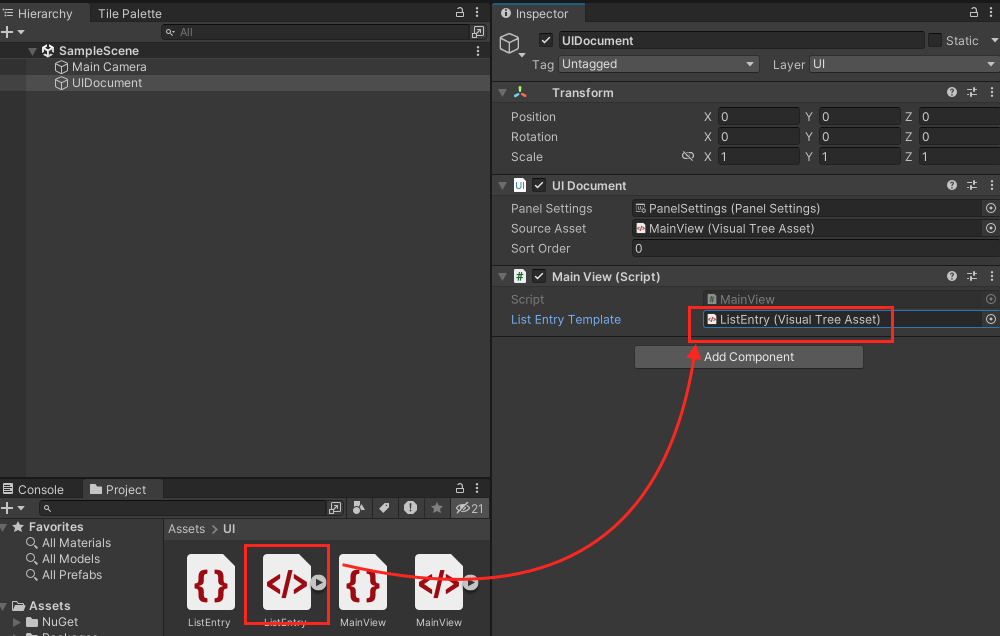 Hierarchy
Tile Palette
All
SampleScene
Main Camera
UIDocument
Inspector
UIDocument
Static
Tag Untagged Layer UI
Transform
Position X 0 Y 0 Z 0
Rotation X 0 Y 0 Z 0
Scale X 1 Y 1 Z 1
UI UI Document
Panel Settings PanelSettings (Panel Settings)
Source Asset MainView (Visual Tree Asset)
Sort Order 0
# Main View (Script)
Script MainView
List Entry Template ListEntry (Visual Tree Asset)
Add Component
Console
Project
21
Favorites
All Materials
All Models
All Prefabs
Assets
NuGet
Packages
Assets > UI
{} </> {} </>
ListEntry ListEntry MainView MainView